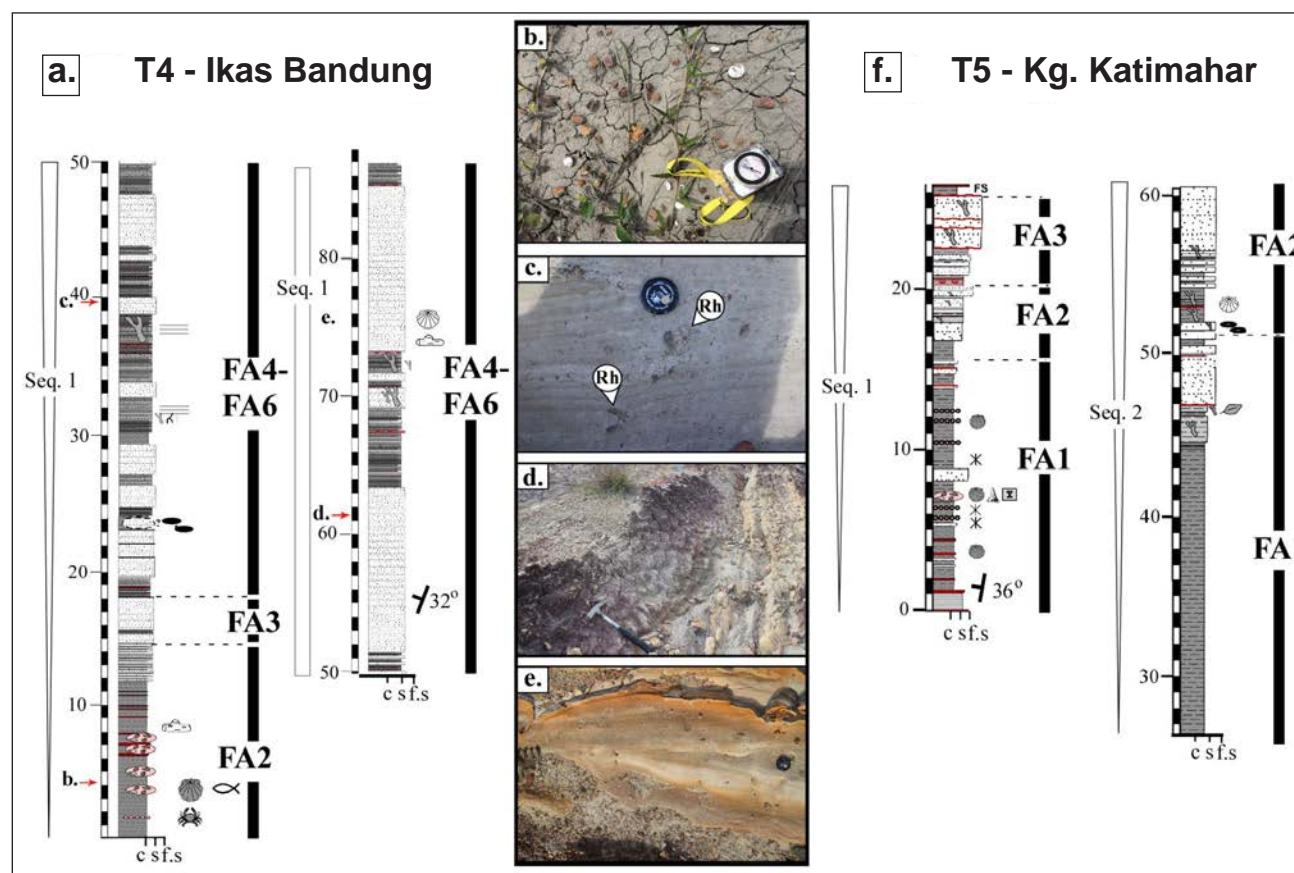 a. T4 - Ikas Bandung
50
40
30
20
10
c.
b.
Seq. 1
FA4-
FA6
FA3
FA2
c s f.s
80
70
60
50
Seq. 1
e.
d.
32°
FA4-
FA6
c s f.s
b.
c.
Rh
Rh
d.
e.
f. T5 - Kg. Katimahar
FS
20
10
0
Seq. 1
FA3
FA2
FA1
36°
c s f.s
60
50
40
30
Seq. 2
FA2
FA
c s f.s